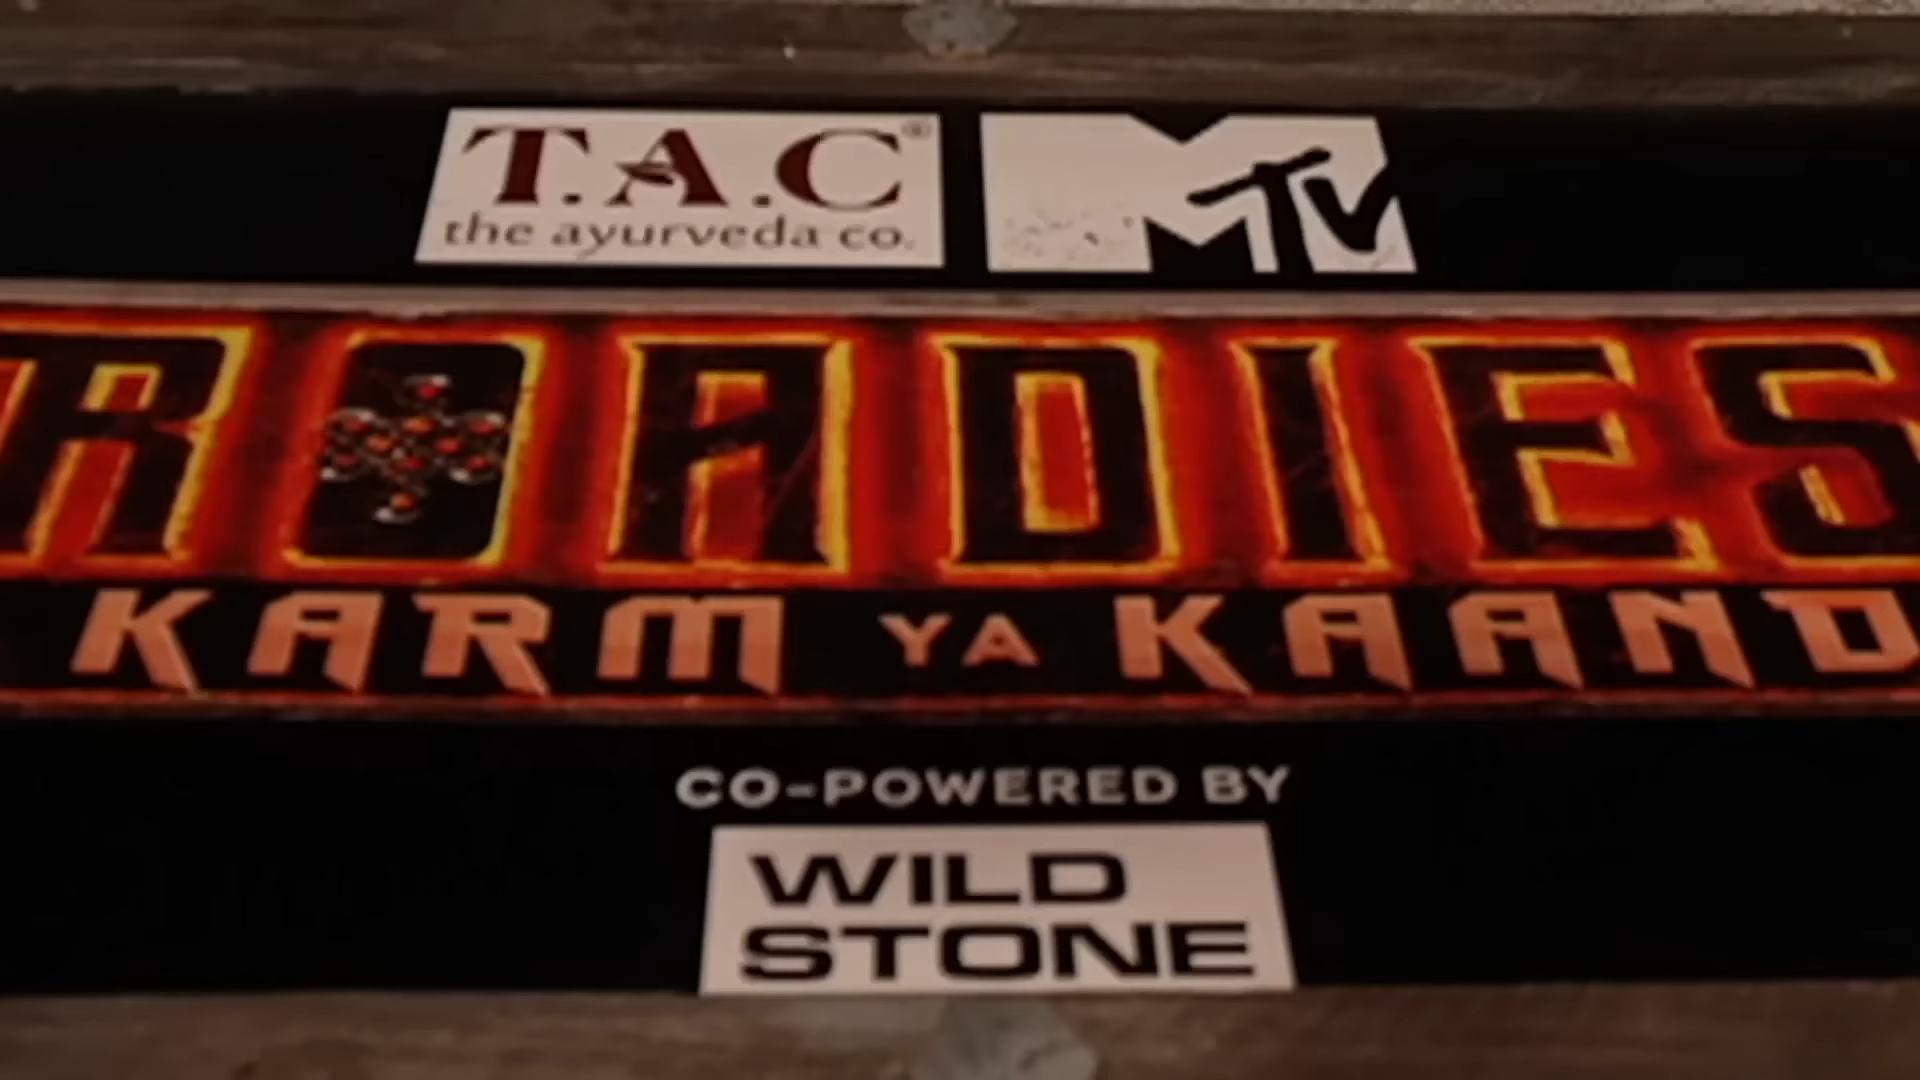 T.A.C®
the ayurveda co.
MTV
ROADIES
KARM YA KAAND
CO-POWERED BY
WILD
STONE